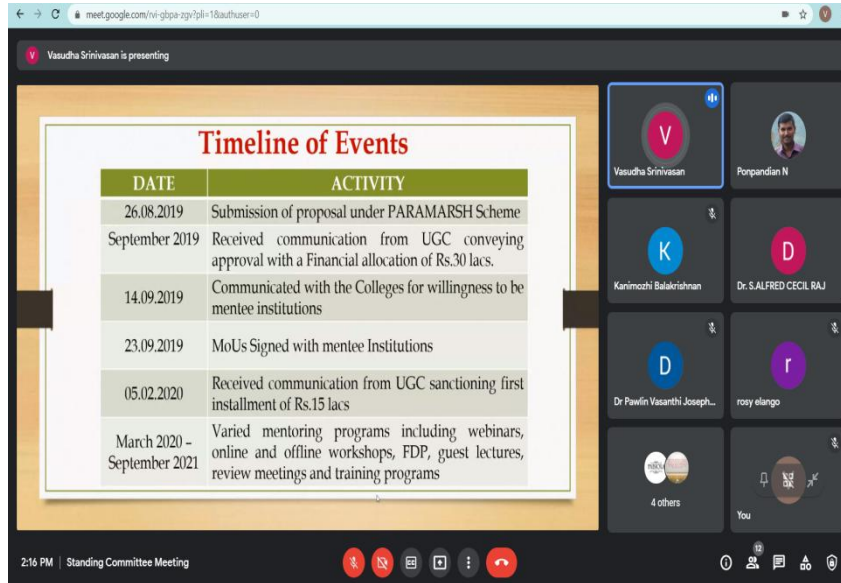 meet.google.com/rvi-gbpa-zgv?pli=1&authuser=0
V
V
Vasudha Srinivasan is presenting
Timeline of Events
DATE
ACTIVITY
26.08.2019
Submission of proposal under PARAMARSH Scheme
September 2019
Received communication from UGC conveying
approval with a Financial allocation of Rs.30 lacs.
14.09.2019
Communicated with the Colleges for willingness to be
mentee institutions
23.09.2019
MoUs Signed with mentee Institutions
05.02.2020
Received communication from UGC sanctioning first
installment of Rs.15 lacs
March 2020 –
September 2021
Varied mentoring programs including webinars,
online and offline workshops, FDP, guest lectures,
review meetings and training programs
V
Vasudha Srinivasan
Ponpandian N
K
Kanimozhi Balakrishnan
D
Dr. S.ALFRED CECIL RAJ
D
Dr Pawlin Vasanthi Joseph...
r
rosy elango
4 others
You
2:16 PM | Standing Committee Meeting
12